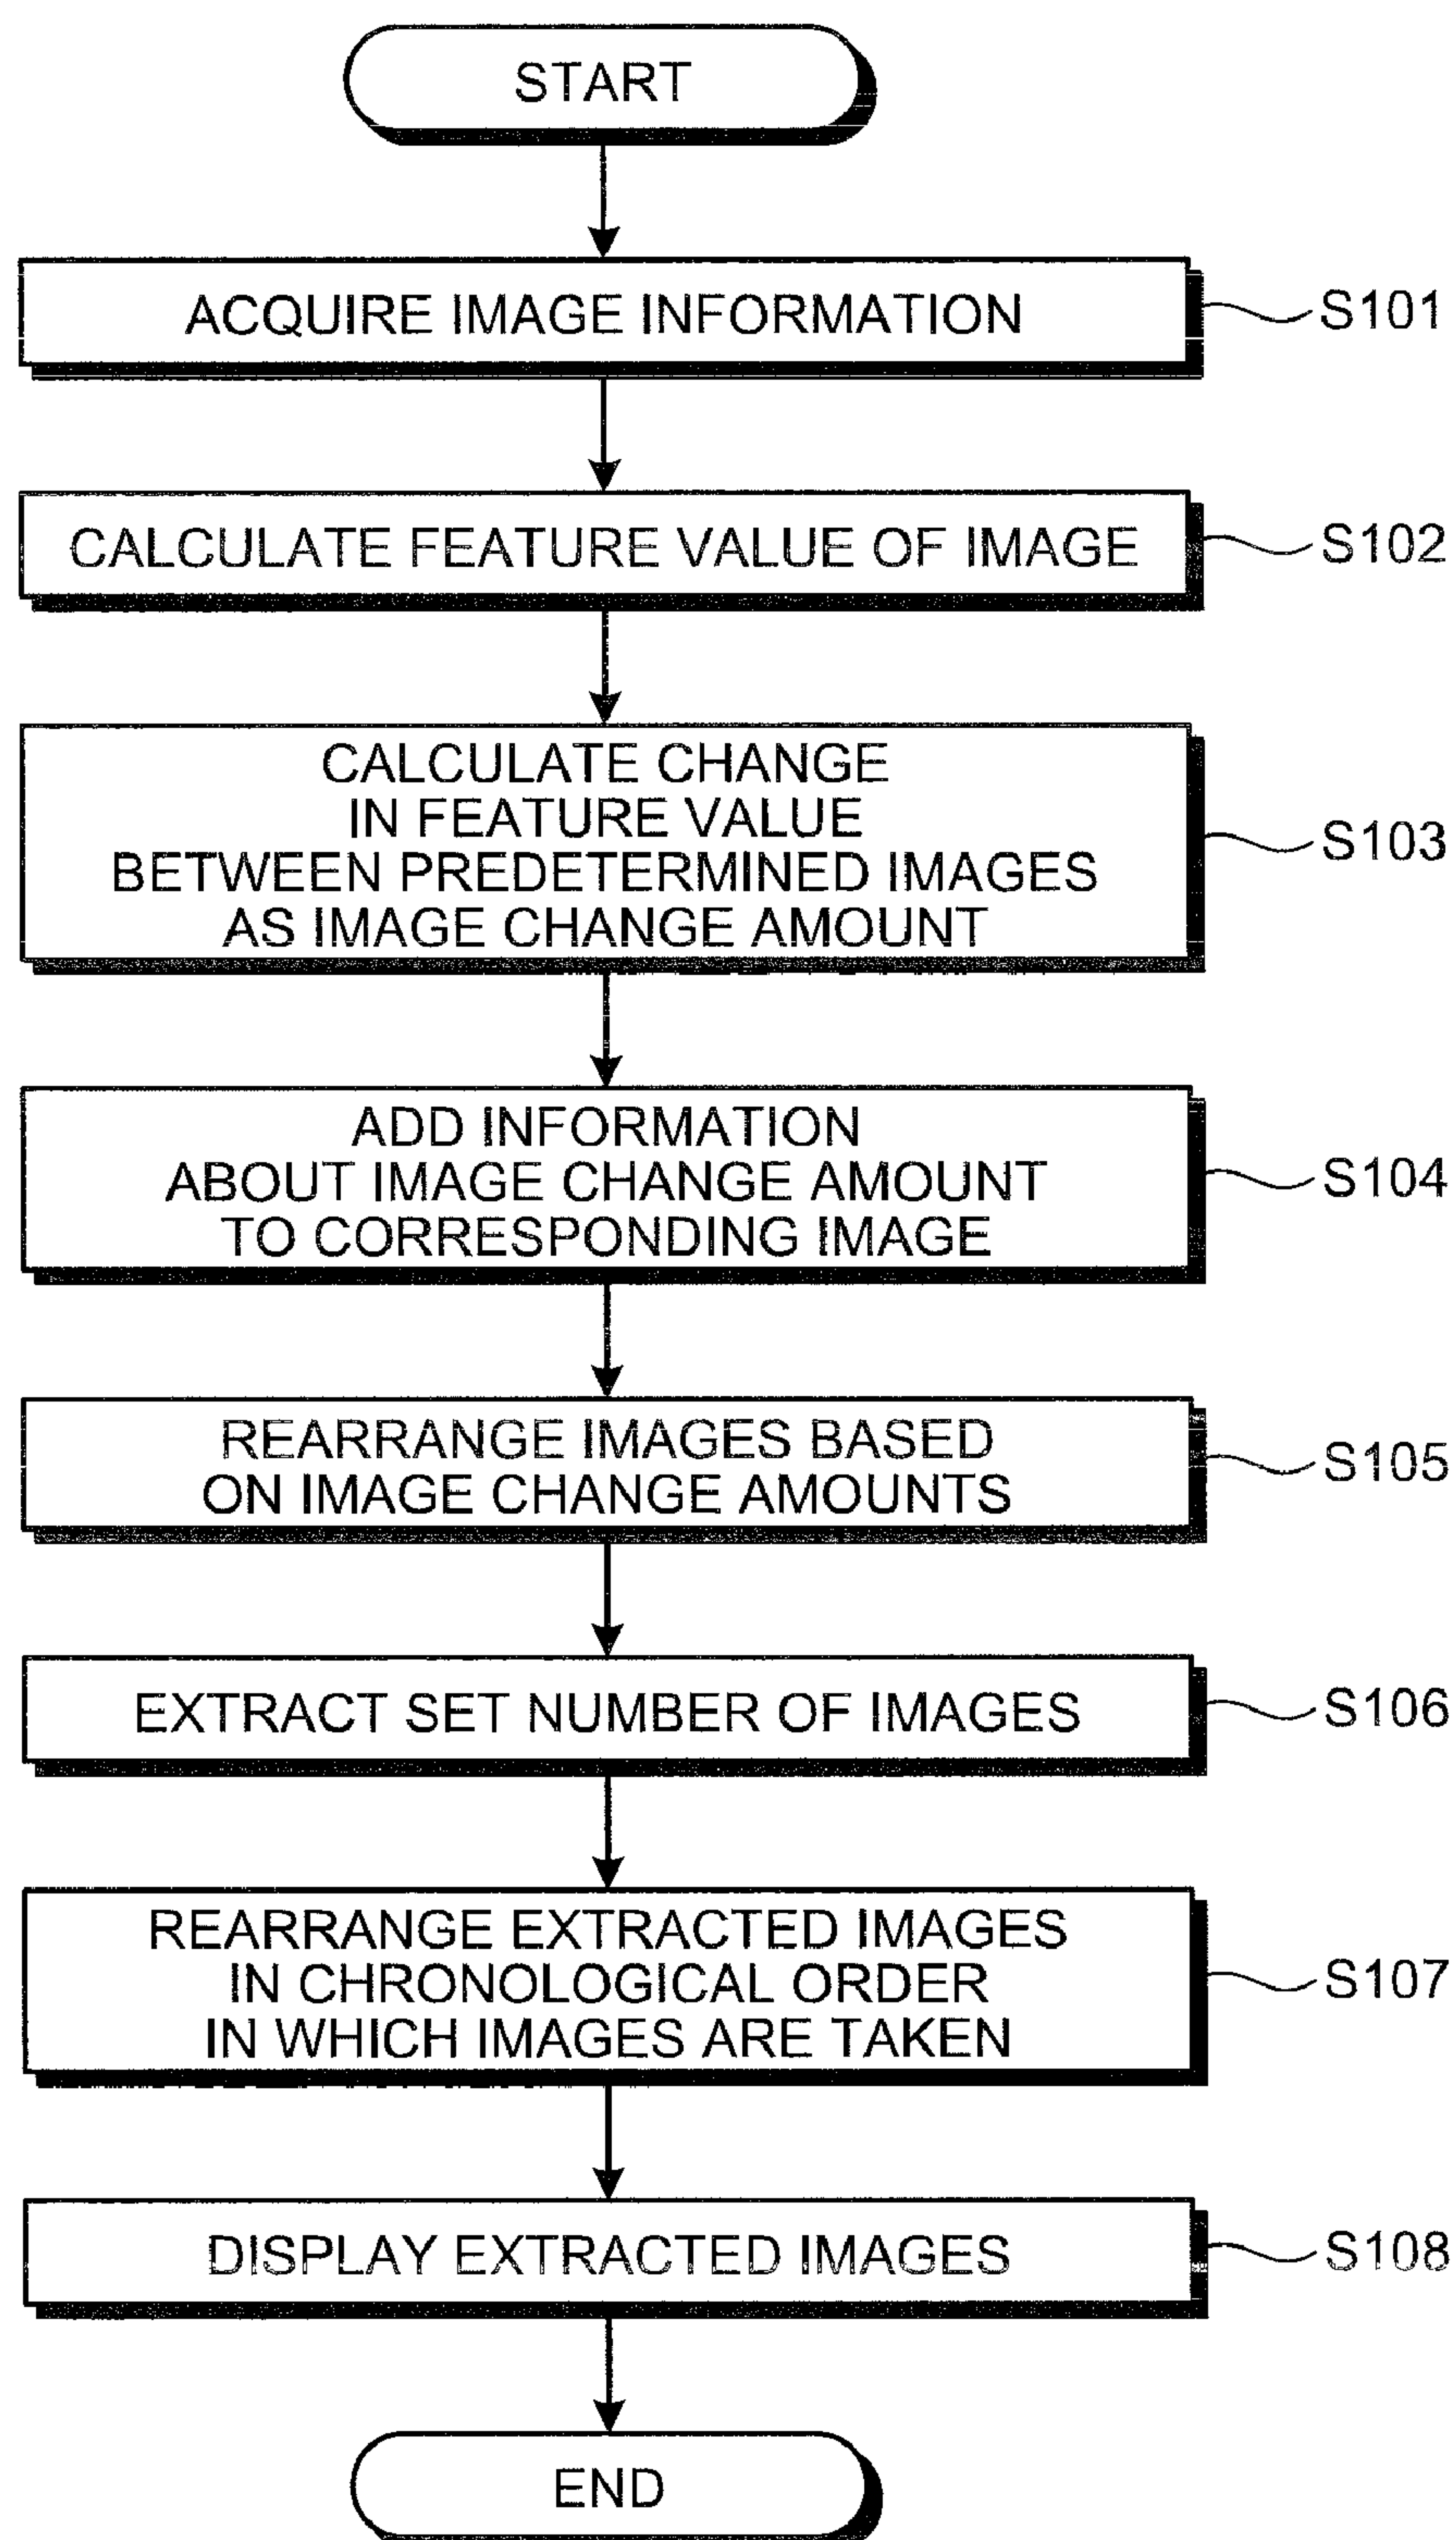 START
ACQUIRE IMAGE INFORMATION
S101
CALCULATE FEATURE VALUE OF IMAGE
S102
CALCULATE CHANGE
IN FEATURE VALUE
BETWEEN PREDETERMINED IMAGES
AS IMAGE CHANGE AMOUNT
S103
ADD INFORMATION
ABOUT IMAGE CHANGE AMOUNT
TO CORRESPONDING IMAGE
S104
REARRANGE IMAGES BASED
ON IMAGE CHANGE AMOUNTS
S105
EXTRACT SET NUMBER OF IMAGES
S106
REARRANGE EXTRACTED IMAGES
IN CHRONOLOGICAL ORDER
IN WHICH IMAGES ARE TAKEN
S107
DISPLAY EXTRACTED IMAGES
S108
END